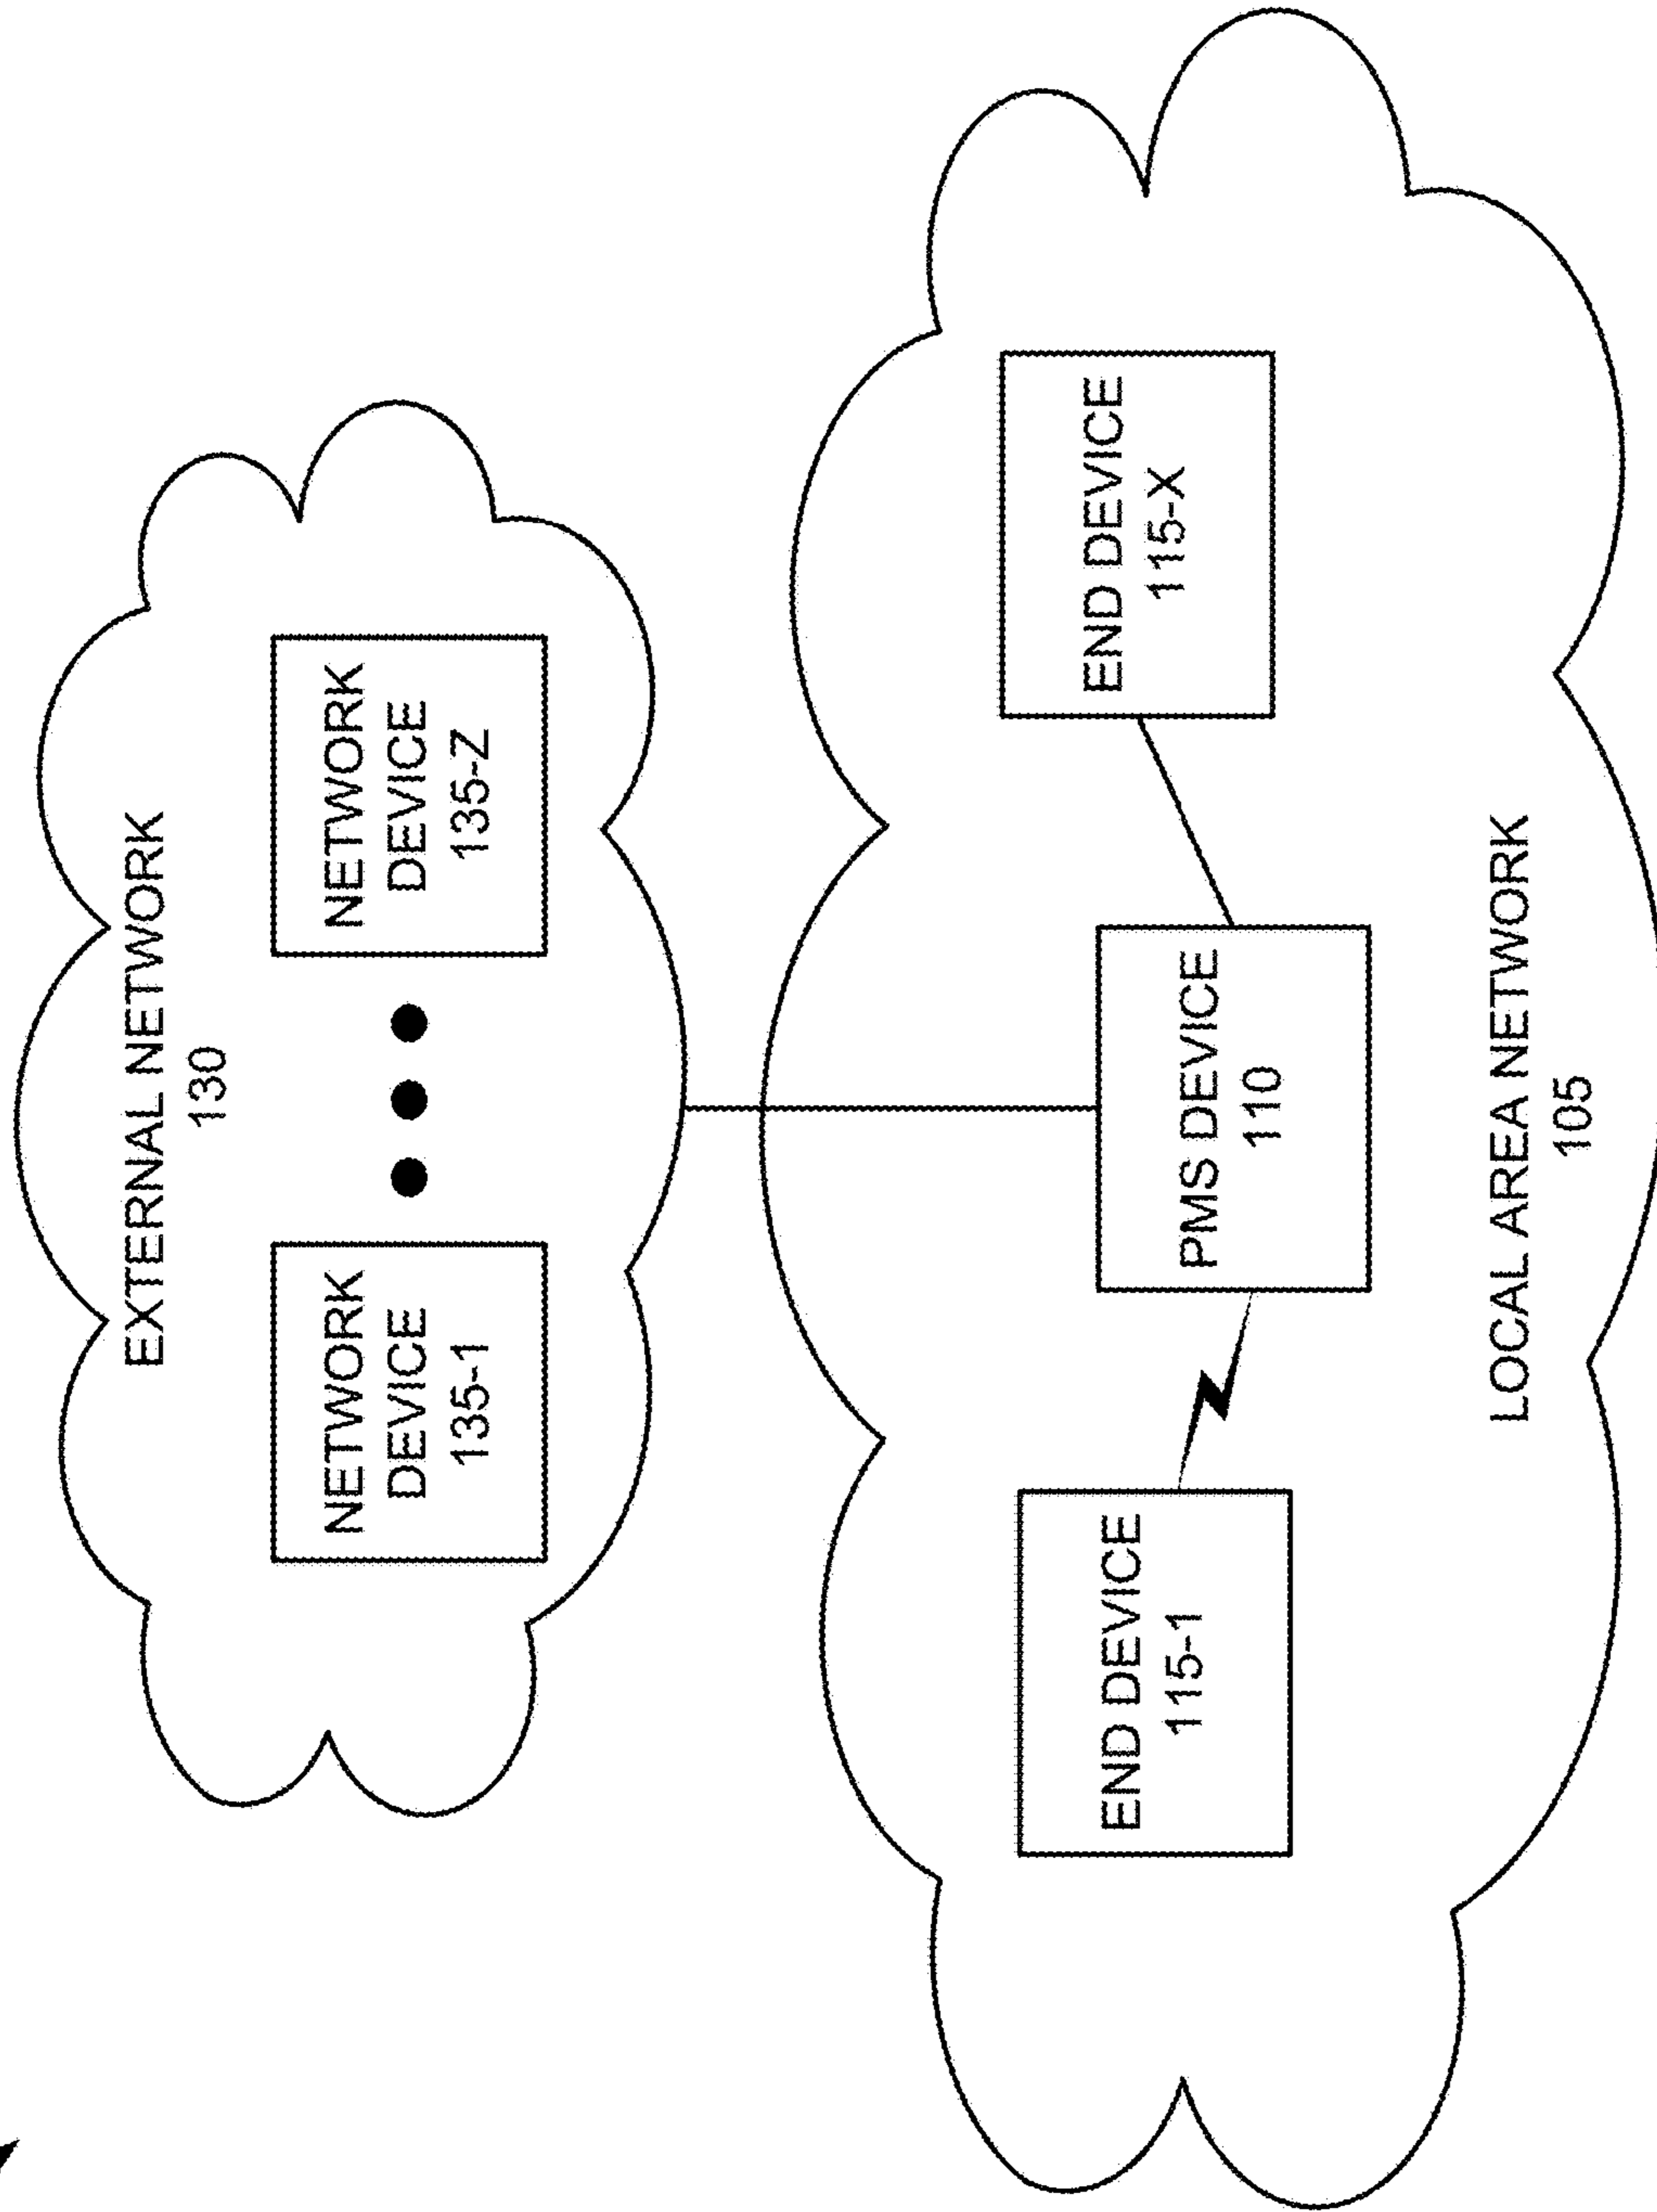 EXTERNAL NETWORK
130
NETWORK
DEVICE
135-1
NETWORK
DEVICE
135-Z
END DEVICE
115-1
PMS DEVICE
110
END DEVICE
115-X
LOCAL AREA NETWORK
105